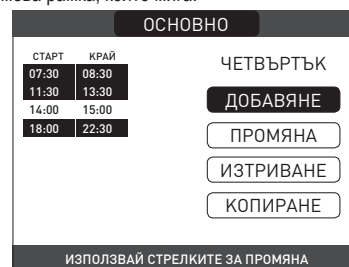 ОСНОВНО
СТАРТ КРАЙ
07:30 08:30
11:30 13:30
14:00 15:00
18:00 22:30
ЧЕТВЪРТЪК
ДОБАВЯНЕ
ПРОМЯНА
ИЗТРИВАНЕ
КОПИРАНЕ
ИЗПОЛЗВАЙ СТРЕЛКИТЕ ЗА ПРОМЯНА